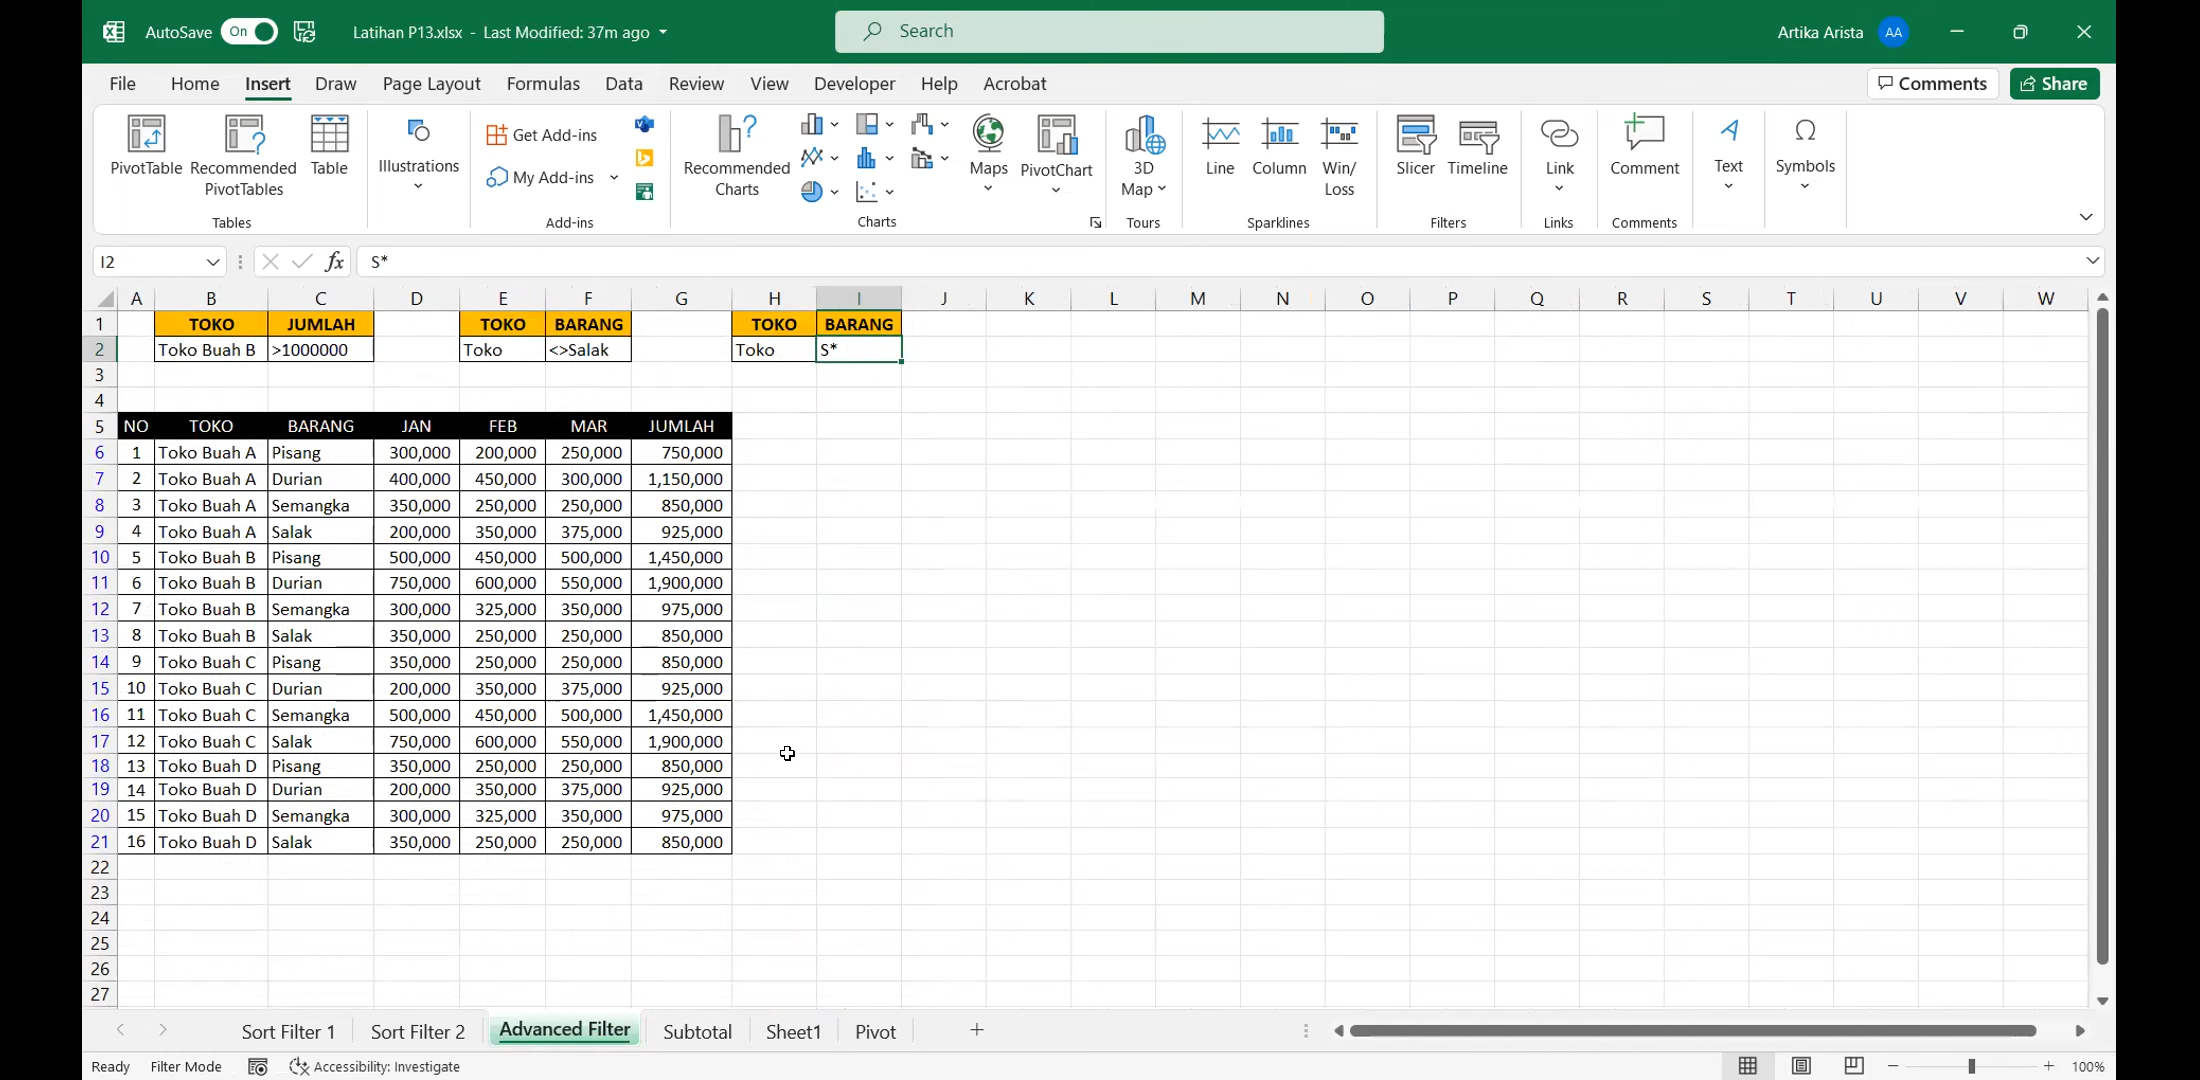 AutoSave On Latihan P13.xlsx - Last Modified: 37m ago Search Artika Arista AA
File Home Insert Draw Page Layout Formulas Data Review View Developer Help Acrobat Comments Share
PivotTable Recommended PivotTables Table Illustrations Get Add-ins My Add-ins Recommended Charts Maps PivotChart 3D Map Line Column Win/Loss Slicer Timeline Link Comment Text Symbols
Tables Add-ins Charts Tours Sparklines Filters Links Comments
I2 fx S*
A B C D E F G H I J K L M N O P Q R S T U V W
1 TOKO JUMLAH TOKO BARANG TOKO BARANG
2 Toko Buah B >1000000 Toko <>Salak Toko S*
3
4
5 NO TOKO BARANG JAN FEB MAR JUMLAH
6 1 Toko Buah A Pisang 300,000 200,000 250,000 750,000
7 2 Toko Buah A Durian 400,000 450,000 300,000 1,150,000
8 3 Toko Buah A Semangka 350,000 250,000 250,000 850,000
9 4 Toko Buah A Salak 200,000 350,000 375,000 925,000
10 5 Toko Buah B Pisang 500,000 450,000 500,000 1,450,000
11 6 Toko Buah B Durian 750,000 600,000 550,000 1,900,000
12 7 Toko Buah B Semangka 300,000 325,000 350,000 975,000
13 8 Toko Buah B Salak 350,000 250,000 250,000 850,000
14 9 Toko Buah C Pisang 350,000 250,000 250,000 850,000
15 10 Toko Buah C Durian 200,000 350,000 375,000 925,000
16 11 Toko Buah C Semangka 500,000 450,000 500,000 1,450,000
17 12 Toko Buah C Salak 750,000 600,000 550,000 1,900,000
18 13 Toko Buah D Pisang 350,000 250,000 250,000 850,000
19 14 Toko Buah D Durian 200,000 350,000 375,000 925,000
20 15 Toko Buah D Semangka 300,000 325,000 350,000 975,000
21 16 Toko Buah D Salak 350,000 250,000 250,000 850,000
22
23
24
25
26
27
Sort Filter 1 Sort Filter 2 Advanced Filter Subtotal Sheet1 Pivot
Ready Filter Mode Accessibility: Investigate 100%